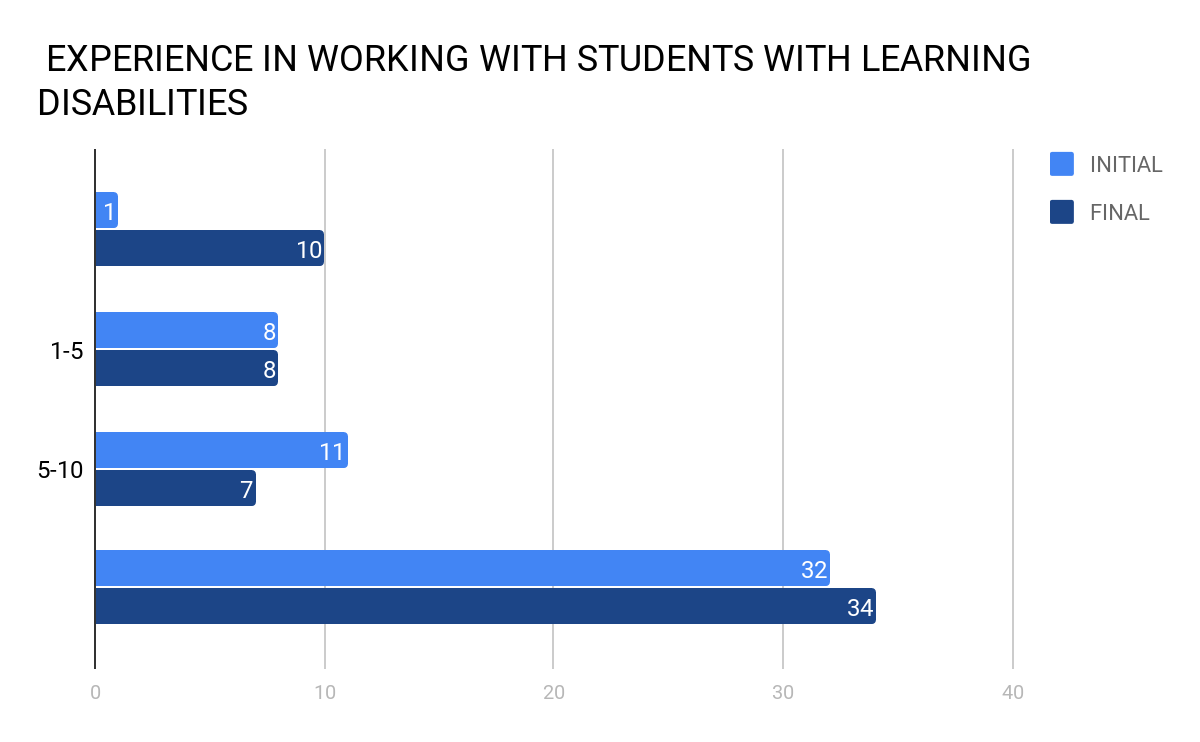 EXPERIENCE IN WORKING WITH STUDENTS WITH LEARNING
DISABILITIES
INITIAL
FINAL
1
10
1-5
8
8
5-10
11
7
32
34
0 10 20 30 40